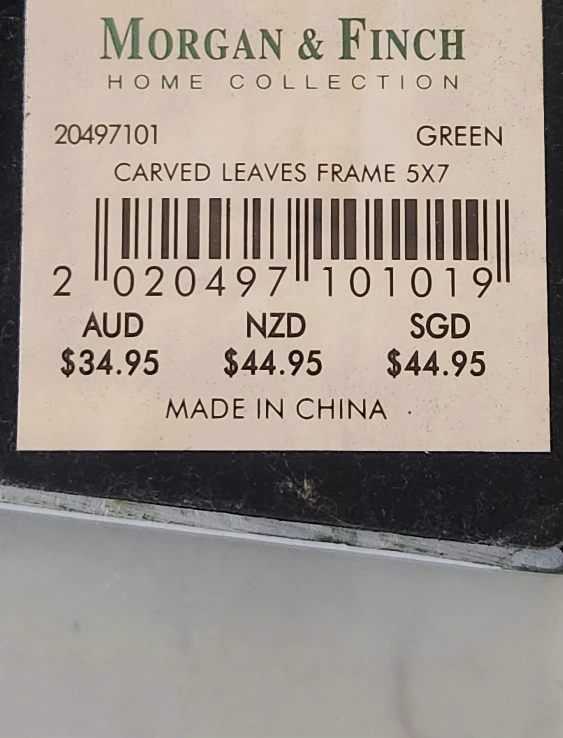 MORGAN & FINCH
HOME COLLECTION
20497101 GREEN
CARVED LEAVES FRAME 5X7
2 020497 101019
AUD NZD SGD
$34.95 $44.95 $44.95
MADE IN CHINA